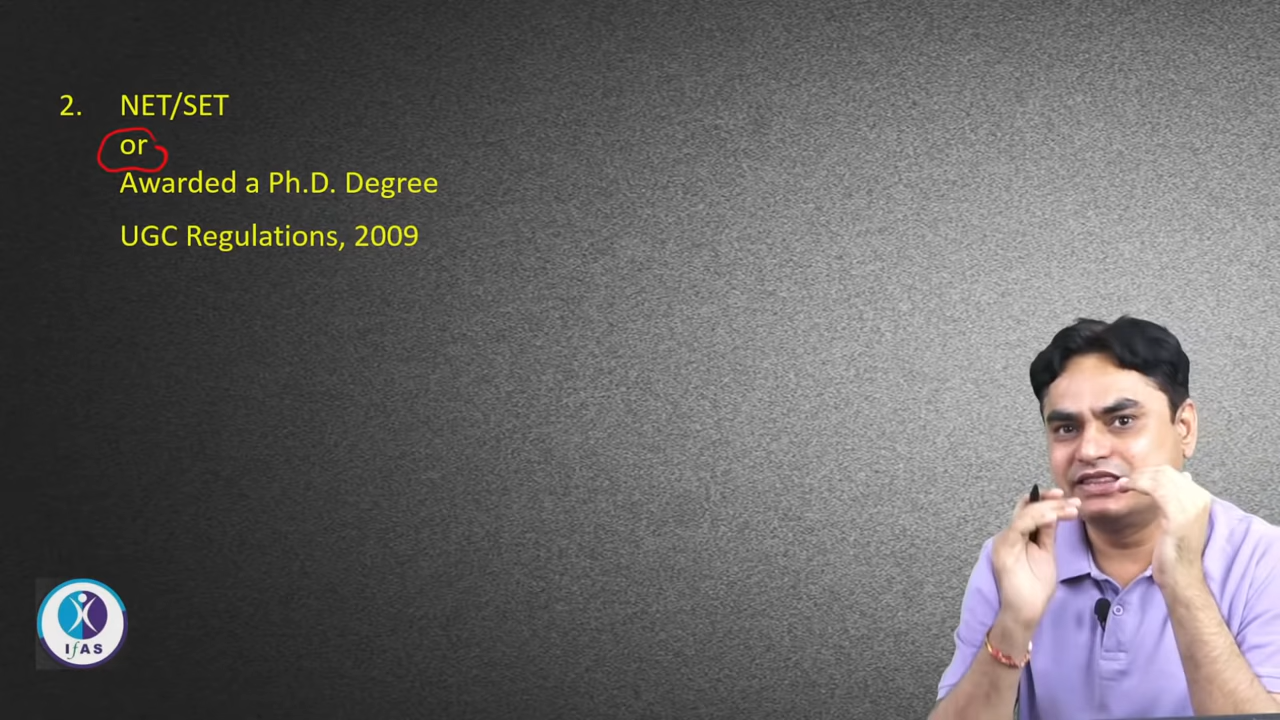 2. NET/SET
or
Awarded a Ph.D. Degree
UGC Regulations, 2009
IfAS